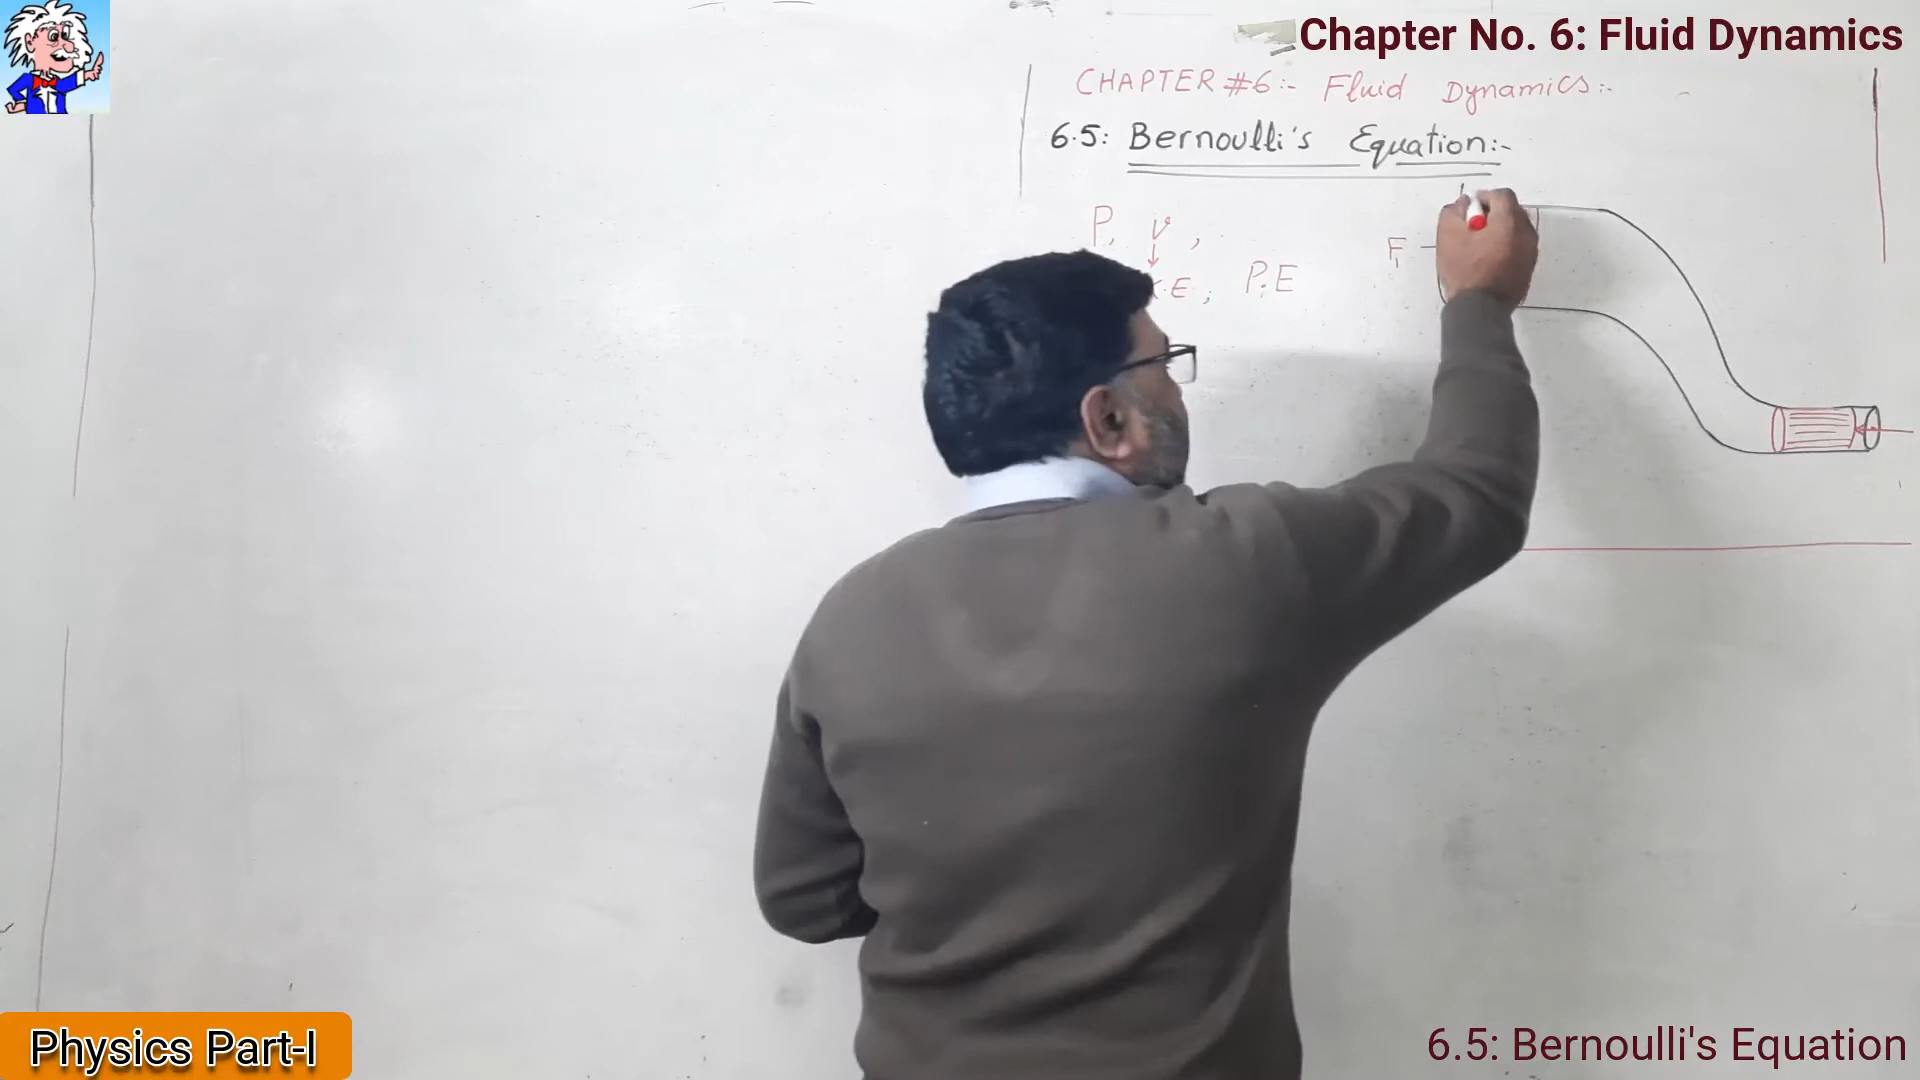 Chapter No. 6: Fluid Dynamics
CHAPTER #6:- Fluid Dynamics:-
6.5: Bernoulli's Equation:-
P, v,
F₁
K.E, P.E
Physics Part-I
6.5: Bernoulli's Equation